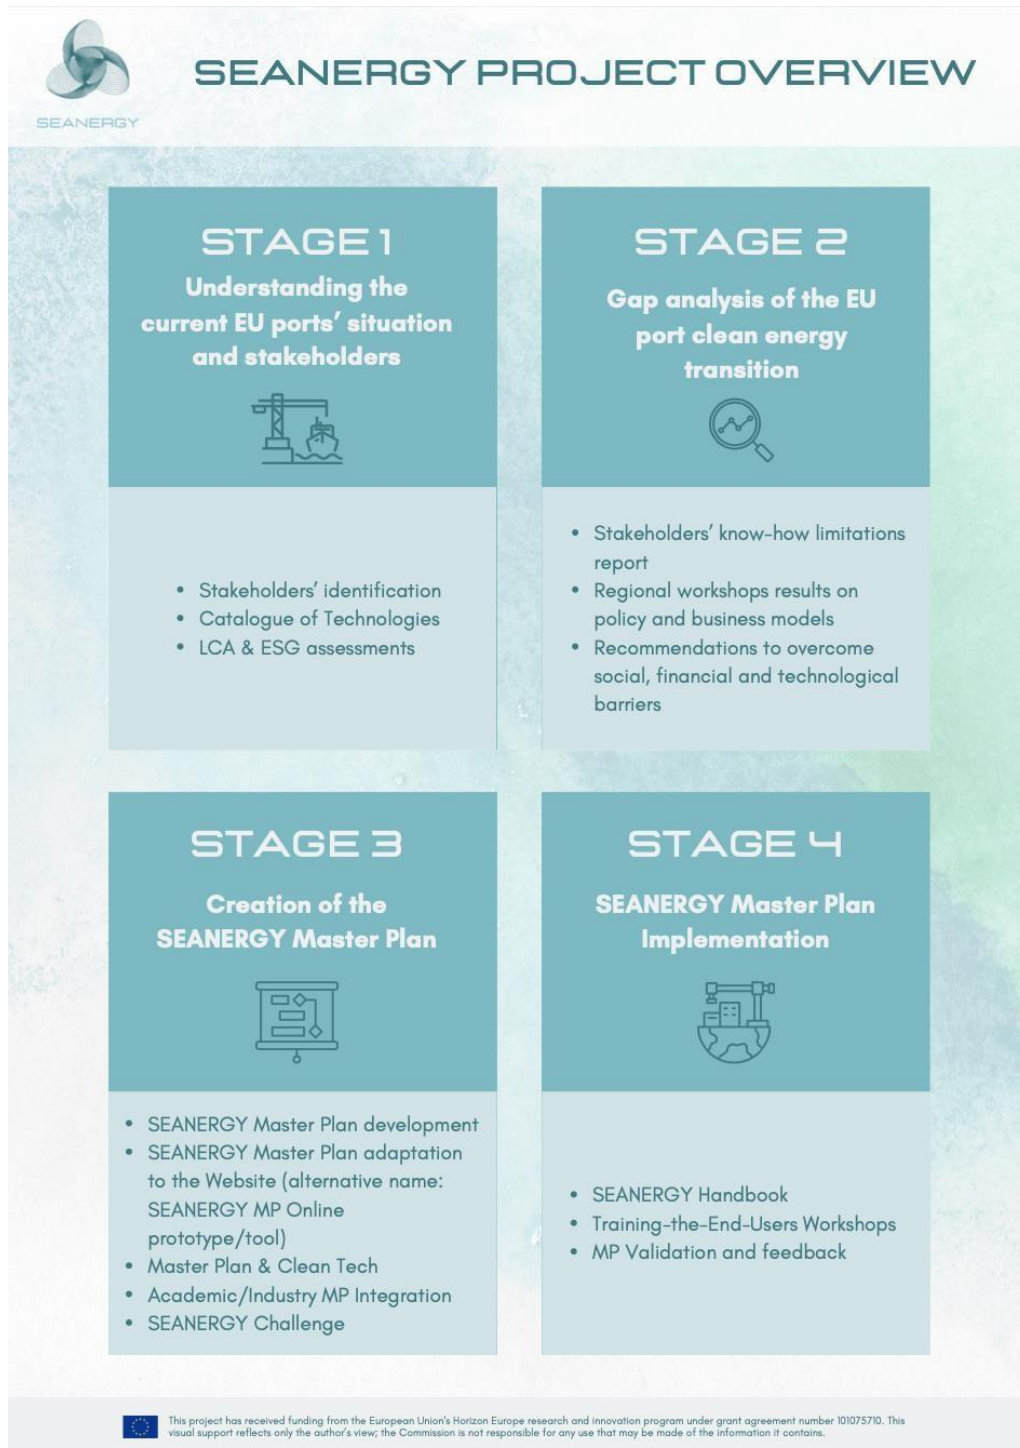 SEANERGY PROJECT OVERVIEW
SEANERGY
STAGE 1
Understanding the
current EU ports' situation
and stakeholders
• Stakeholders' identification
• Catalogue of Technologies
• LCA & ESG assessments
STAGE 2
Gap analysis of the EU
port clean energy
transition
• Stakeholders' know-how limitations
report
• Regional workshops results on
policy and business models
• Recommendations to overcome
social, financial and technological
barriers
STAGE 3
Creation of the
SEANERGY Master Plan
• SEANERGY Master Plan development
• SEANERGY Master Plan adaptation
to the Website (alternative name:
SEANERGY MP Online
prototype/tool)
• Master Plan & Clean Tech
• Academic/Industry MP Integration
• SEANERGY Challenge
STAGE 4
SEANERGY Master Plan
Implementation
• SEANERGY Handbook
• Training-the-End-Users Workshops
• MP Validation and feedback
This project has received funding from the European Union's Horizon Europe research and innovation program under grant agreement number 101075710. This
visual support reflects only the author's view; the Commission is not responsible for any use that may be made of the information it contains.